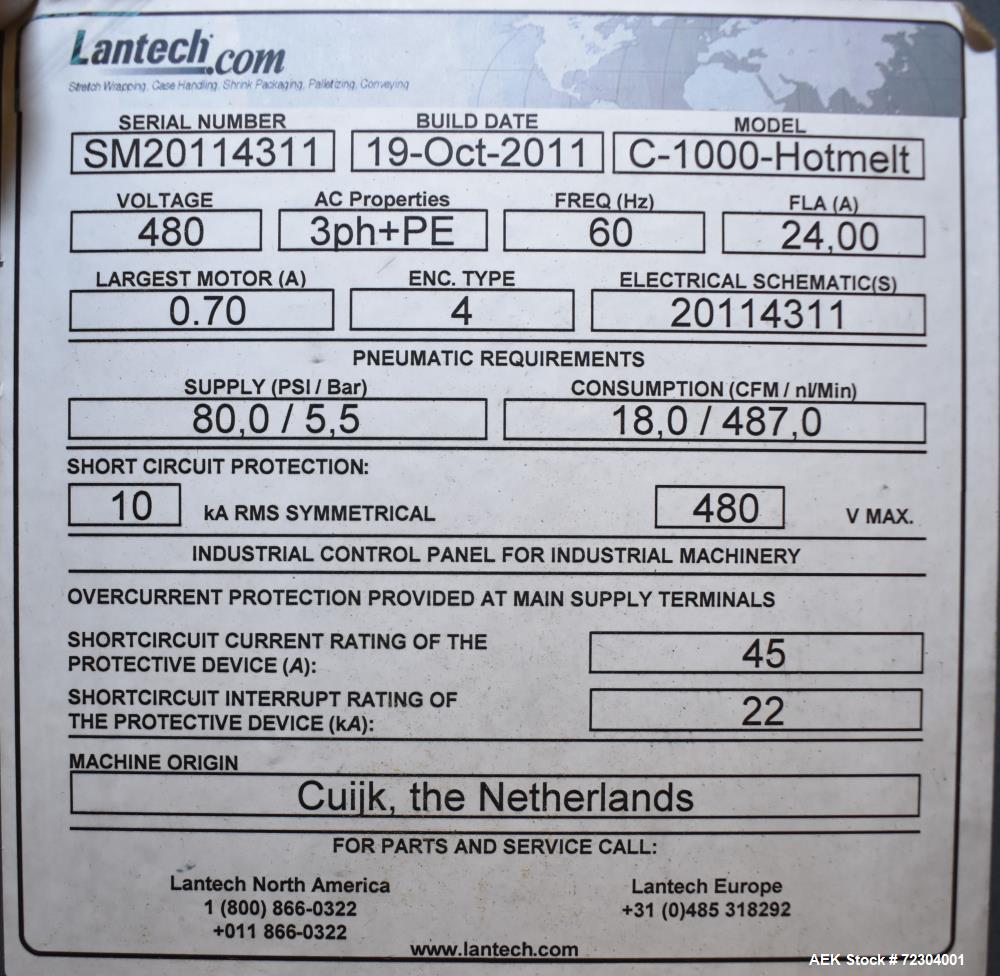 Lantech.com
Stretch Wrapping, Case Handling, Shrink Packaging, Palletizing, Conveying
SERIAL NUMBER BUILD DATE MODEL
SM20114311 19-Oct-2011 C-1000-Hotmelt
VOLTAGE AC Properties FREQ (Hz) FLA (A)
480 3ph+PE 60 24,00
LARGEST MOTOR (A) ENC. TYPE ELECTRICAL SCHEMATIC(S)
0.70 4 20114311
PNEUMATIC REQUIREMENTS
SUPPLY (PSI / Bar) CONSUMPTION (CFM / nl/Min)
80,0 / 5,5 18,0 / 487,0
SHORT CIRCUIT PROTECTION:
10 kA RMS SYMMETRICAL 480 V MAX.
INDUSTRIAL CONTROL PANEL FOR INDUSTRIAL MACHINERY
OVERCURRENT PROTECTION PROVIDED AT MAIN SUPPLY TERMINALS
SHORTCIRCUIT CURRENT RATING OF THE
PROTECTIVE DEVICE (A): 45
SHORTCIRCUIT INTERRUPT RATING OF
THE PROTECTIVE DEVICE (kA): 22
MACHINE ORIGIN
Cuijk, the Netherlands
FOR PARTS AND SERVICE CALL:
Lantech North America Lantech Europe
1 (800) 866-0322 +31 (0)485 318292
+011 866-0322
www.lantech.com
AEK Stock # 72304001